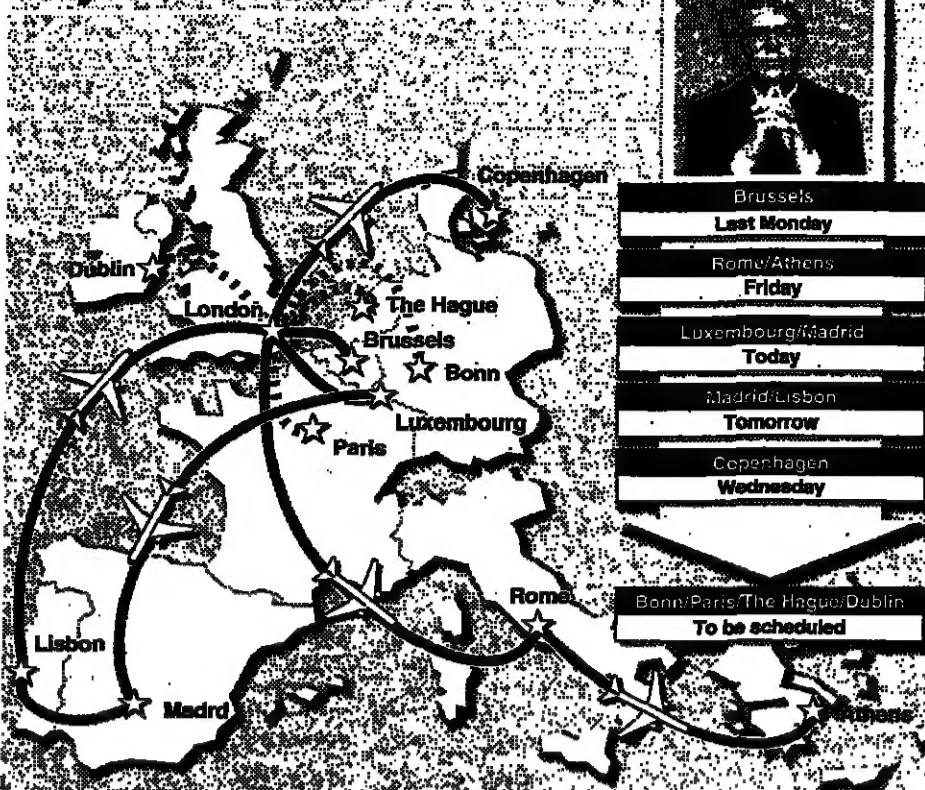 Copenhagen
Dublin
London
The Hague
Brussels
Bonn
Luxembourg
Paris
Rome
Lisbon
Madrd
Athens
Brussels
Last Monday
Rome/Athens
Friday
Luxembourg/Madrid
Today
Madrid/Lisbon
Tomorrow
Copenhagen
Wednesday
Bonn/Paris/The Hague/Dublin
To be scheduled